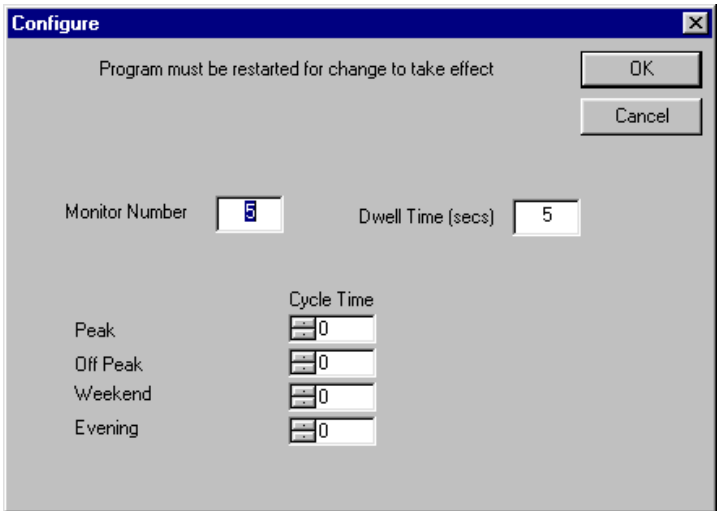 Configure
Program must be restarted for change to take effect
OK
Cancel
Monitor Number 5 Dwell Time (secs) 5
Cycle Time
Peak 0
Off Peak 0
Weekend 0
Evening 0